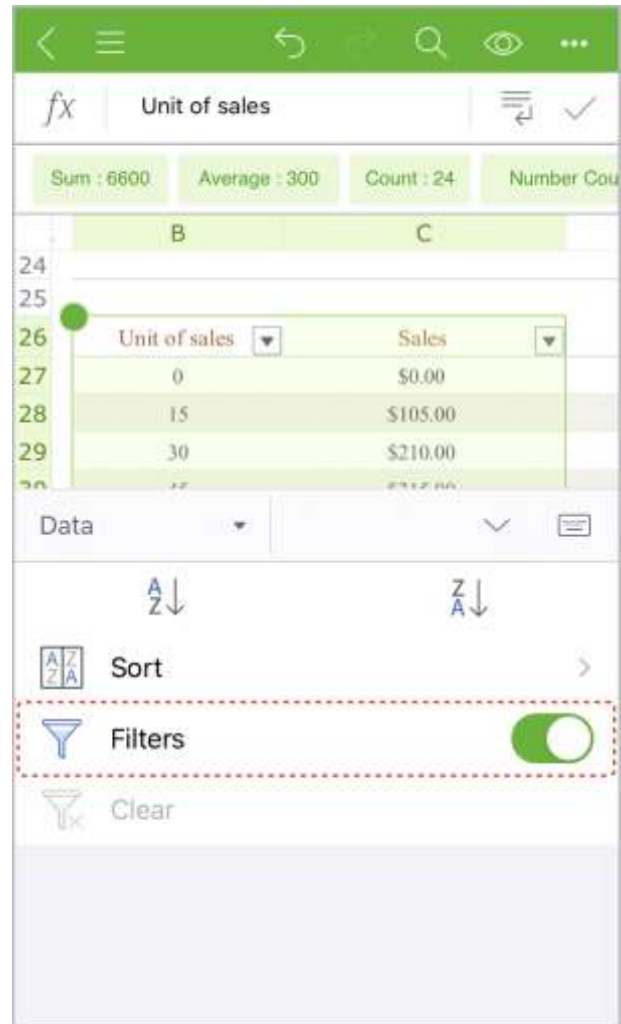 fx Unit of sales
Sum : 6600 Average : 300 Count : 24 Number Cou
B C
24
25
26 Unit of sales Sales
27 0 $0.00
28 15 $105.00
29 30 $210.00
Data
A Z Z A
A Z Z A Sort
Filters
Clear